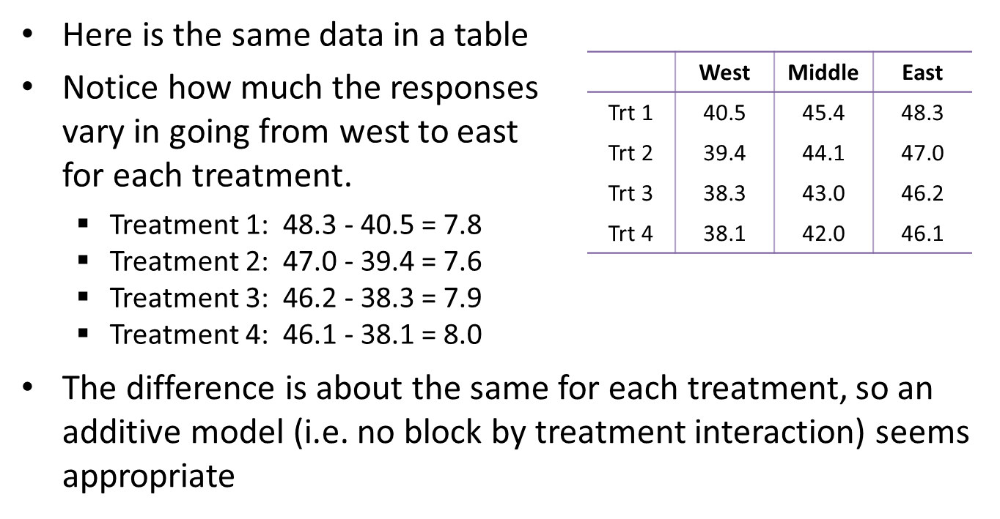 • Here is the same data in a table
• Notice how much the responses
vary in going from west to east
for each treatment.
▪ Treatment 1: 48.3 - 40.5 = 7.8
▪ Treatment 2: 47.0 - 39.4 = 7.6
▪ Treatment 3: 46.2 - 38.3 = 7.9
▪ Treatment 4: 46.1 - 38.1 = 8.0
West Middle East
Trt 1 40.5 45.4 48.3
Trt 2 39.4 44.1 47.0
Trt 3 38.3 43.0 46.2
Trt 4 38.1 42.0 46.1
• The difference is about the same for each treatment, so an
additive model (i.e. no block by treatment interaction) seems
appropriate